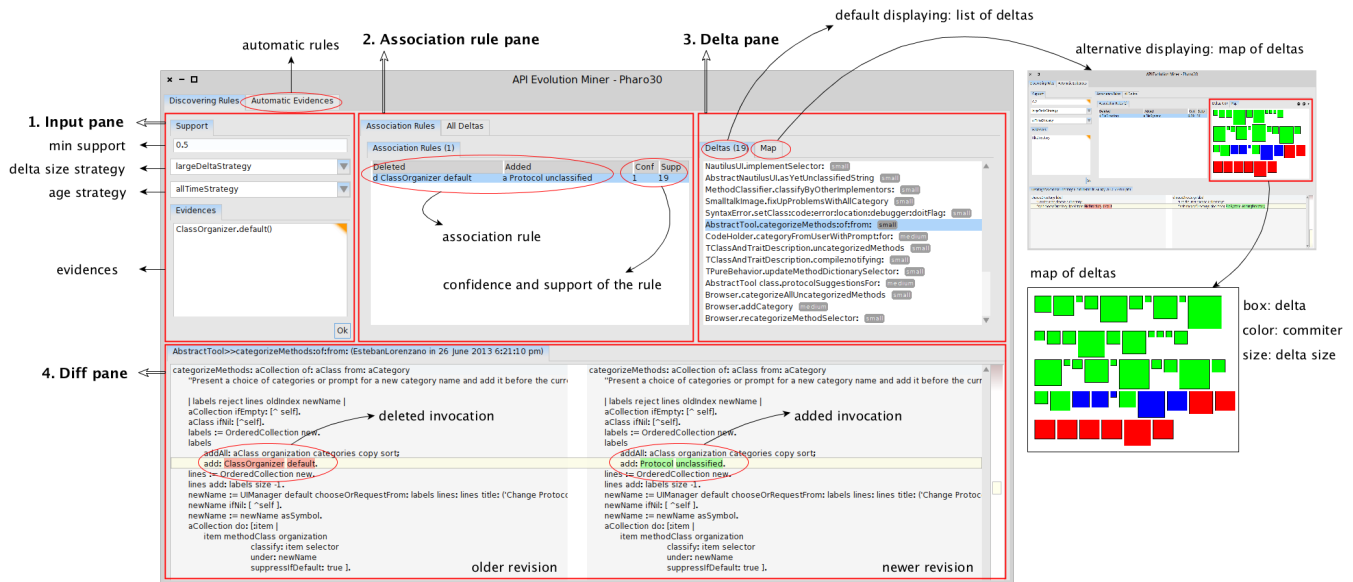 default displaying: list of deltas
automatic rules
2. Association rule pane
3. Delta pane
alternative displaying: map of deltas
API Evolution Miner - Pharo30
Discovering Rules
Automatic Evidences
1. Input pane
min support
delta size strategy
age strategy
evidences
Support
0.5
largeDeltaStrategy
allTimeStrategy
Evidences
ClassOrganizer.default()
Ok
Association Rules
All Deltas
Association Rules (1)
Deleted Added Conf Supp
d ClassOrganizer default a Protocol unclassified 1 19
association rule
confidence and support of the rule
Deltas (19) Map
NautilusUI.implementSelector: small
AbstractNautilusUI.asYetUnclassifiedString small
MethodClassifier.classifyByOtherImplementors: small
SmalltalkImage.fixUpProblemsWithAllCategory small
SyntaxError.setClass:code:error:location:debugger:doitFlag: small
AbstractTool.categorizeMethods:of:from: small
CodeHolder.categoryFromUserWithPrompt:for: medium
TClassAndTraitDescription.uncategorizedMethods small
TClassAndTraitDescription.compile:notifying: small
TPureBehavior.updateMethodDictionarySelector: small
AbstractTool class.protocolSuggestionsFor: medium
Browser.categorizeAllUncategorizedMethods small
Browser.addCategory medium
Browser.recategorizeMethodSelector: small
API Evolution Miner - Pharo30
map of deltas
box: delta
color: commiter
size: delta size
4. Diff pane
AbstractTool>>categorizeMethods:of:from: (EstebanLorenzano in 26 June 2013 6:21:10 pm)
categorizeMethods: aCollection of: aClass from: aCategory
"Present a choice of categories or prompt for a new category name and add it before the curr
| labels reject lines oldIndex newName |
aCollection ifEmpty: [^ self].
aClass ifNil: [^self].
labels := OrderedCollection new.
labels
addAll: aClass organization categories copy sort;
add: ClassOrganizer default.
lines := OrderedCollection new.
lines add: labels size -1.
newName := UIManager default chooseOrRequestFrom: labels lines: lines title: ('Change Protoc
newName ifNil: [ ^self ].
newName := newName asSymbol.
aCollection do: [:item |
item methodClass organization
classify: item selector
under: newName
suppressIfDefault: true ].
deleted invocation
older revision
categorizeMethods: aCollection of: aClass from: aCategory
"Present a choice of categories or prompt for a new category name and add it before the curr
| labels reject lines oldIndex newName |
aCollection ifEmpty: [^ self].
aClass ifNil: [^self].
labels := OrderedCollection new.
labels
addAll: aClass organization categories copy sort;
add: Protocol unclassified.
lines := OrderedCollection new.
lines add: labels size -1.
newName := UIManager default chooseOrRequestFrom: labels lines: lines title: ('Change Protoc
newName ifNil: [ ^self ].
newName := newName asSymbol.
aCollection do: [:item |
item methodClass organization
classify: item selector
under: newName
suppressIfDefault: true ].
added invocation
newer revision